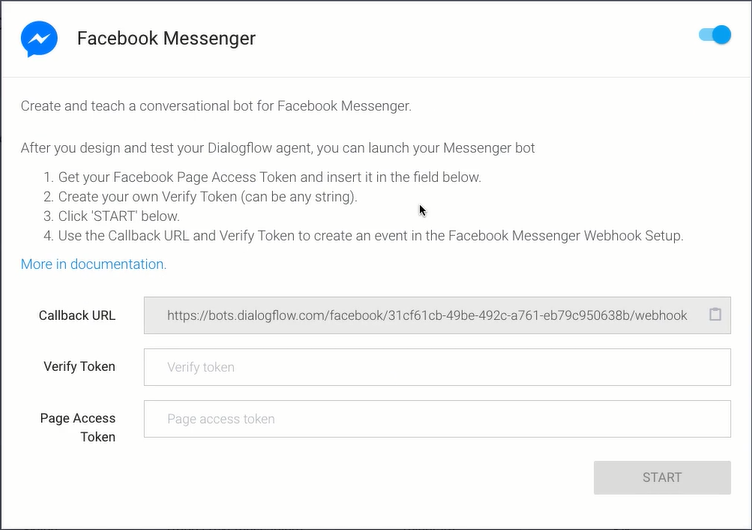 Facebook Messenger
Create and teach a conversational bot for Facebook Messenger.
After you design and test your Dialogflow agent, you can launch your Messenger bot
1. Get your Facebook Page Access Token and insert it in the field below.
2. Create your own Verify Token (can be any string).
3. Click 'START' below.
4. Use the Callback URL and Verify Token to create an event in the Facebook Messenger Webhook Setup.
More in documentation.
Callback URL https://bots.dialogflow.com/facebook/31cf61cb-49be-492c-a761-eb79c950638b/webhook
Verify Token Verify token
Page Access Page access token
Token
START